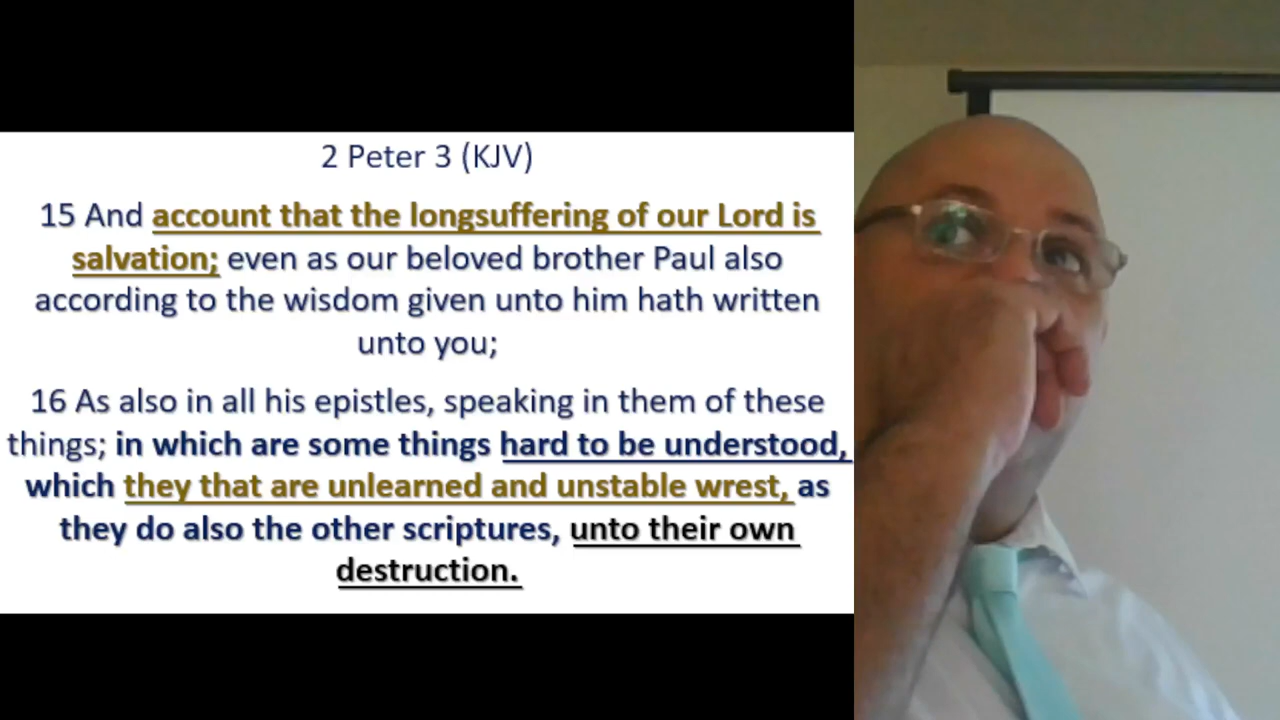 2 Peter 3 (KJV)
15 And account that the longsuffering of our Lord is
salvation; even as our beloved brother Paul also
according to the wisdom given unto him hath written
unto you;
16 As also in all his epistles, speaking in them of these
things; in which are some things hard to be understood,
which they that are unlearned and unstable wrest, as
they do also the other scriptures, unto their own
destruction.